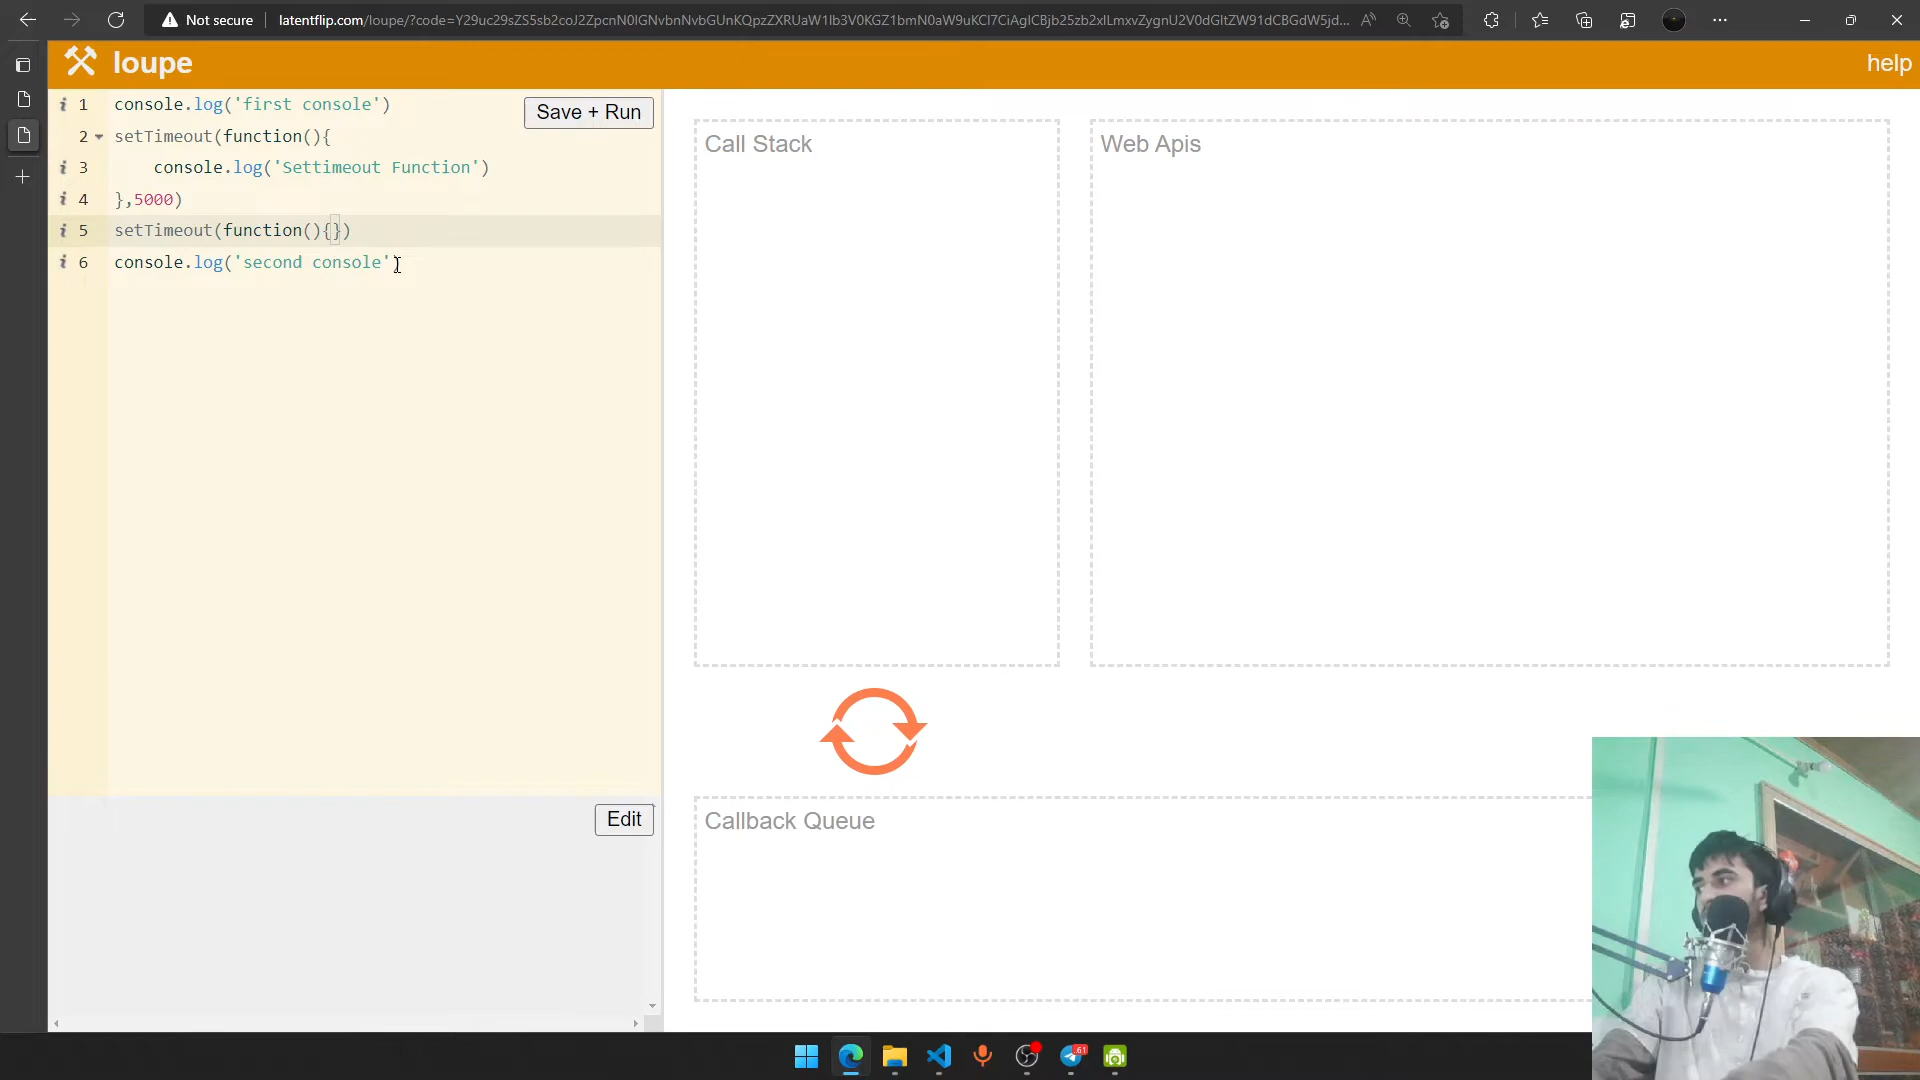 Not secure
latentflip.com/loupe/?code=Y29uc29sZS5sb2coJ2ZpcnN0IGNvbnNvbGUnKQpzZXRUaW1lb3V0KGZ1bmN0aW9uKCl7CiAgICBjb25zb2xlLmxvZygnU2V0dGltZW91dCBGdW5jd...
loupe
help
1 console.log('first console')
Save + Run
2 setTimeout(function(){
3 console.log('Settimeout Function')
4 },5000)
5 setTimeout(function(){})
6 console.log('second console')
Call Stack
Web Apis
Edit
Callback Queue
61